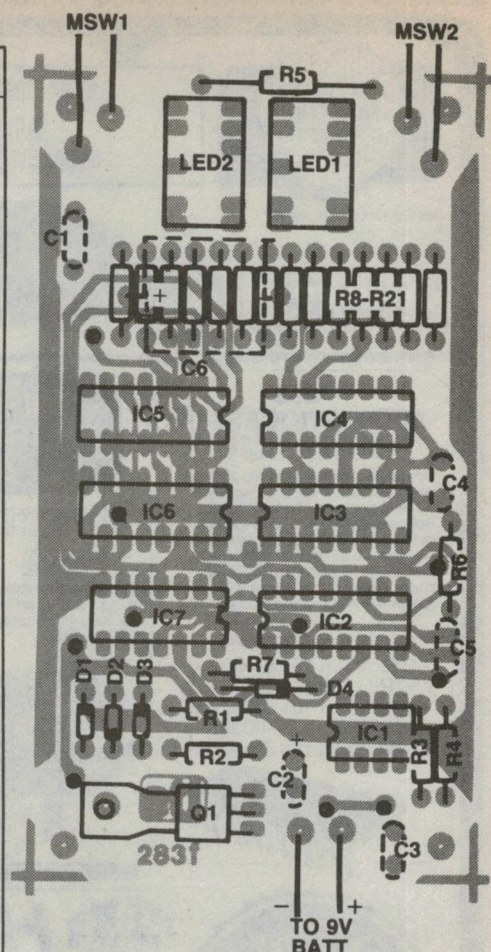 MSW1
MSW2
R5
LED2
LED1
C1
+
R8-R21
C6
IC5
IC4
C4
IC6
IC3
R6
IC7
IC2
C5
D1
D2
D3
R7
D4
R1
IC1
R3
R4
R2
+
C2
Q1
C3
283f
- +
TO 9V
BATT